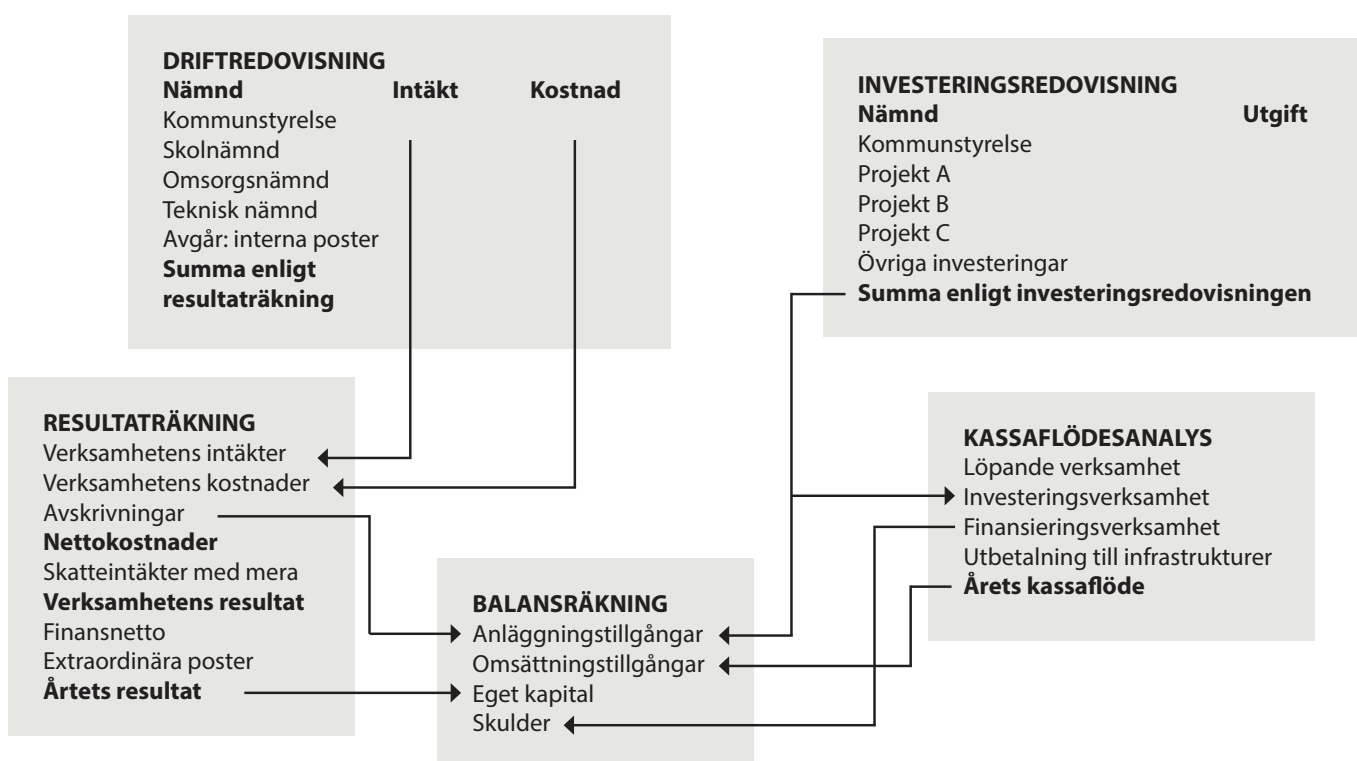 DRIFTREDOVISNING
Nämnd Intäkt Kostnad
Kommunstyrelse
Skolnämnd
Omsorgsnämnd
Teknisk nämnd
Avgår: interna poster
Summa enligt
resultaträkning
INVESTERINGSREDOVISNING
Nämnd Utgift
Kommunstyrelse
Projekt A
Projekt B
Projekt C
Övriga investeringar
Summa enligt investeringsredovisningen
RESULTATRÄKNING
Verksamhetens intäkter
Verksamhetens kostnader
Avskrivningar
Nettokostnader
Skatteintäkter med mera
Verksamhetens resultat
Finansnetto
Extraordinära poster
Årtets resultat
BALANSRÄKNING
Anläggningstillgångar
Omsättningstillgångar
Eget kapital
Skulder
KASSAFLÖDESANALYS
Löpande verksamhet
Investeringsverksamhet
Finansieringsverksamhet
Utbetalning till infrastrukturer
Årets kassaflöde